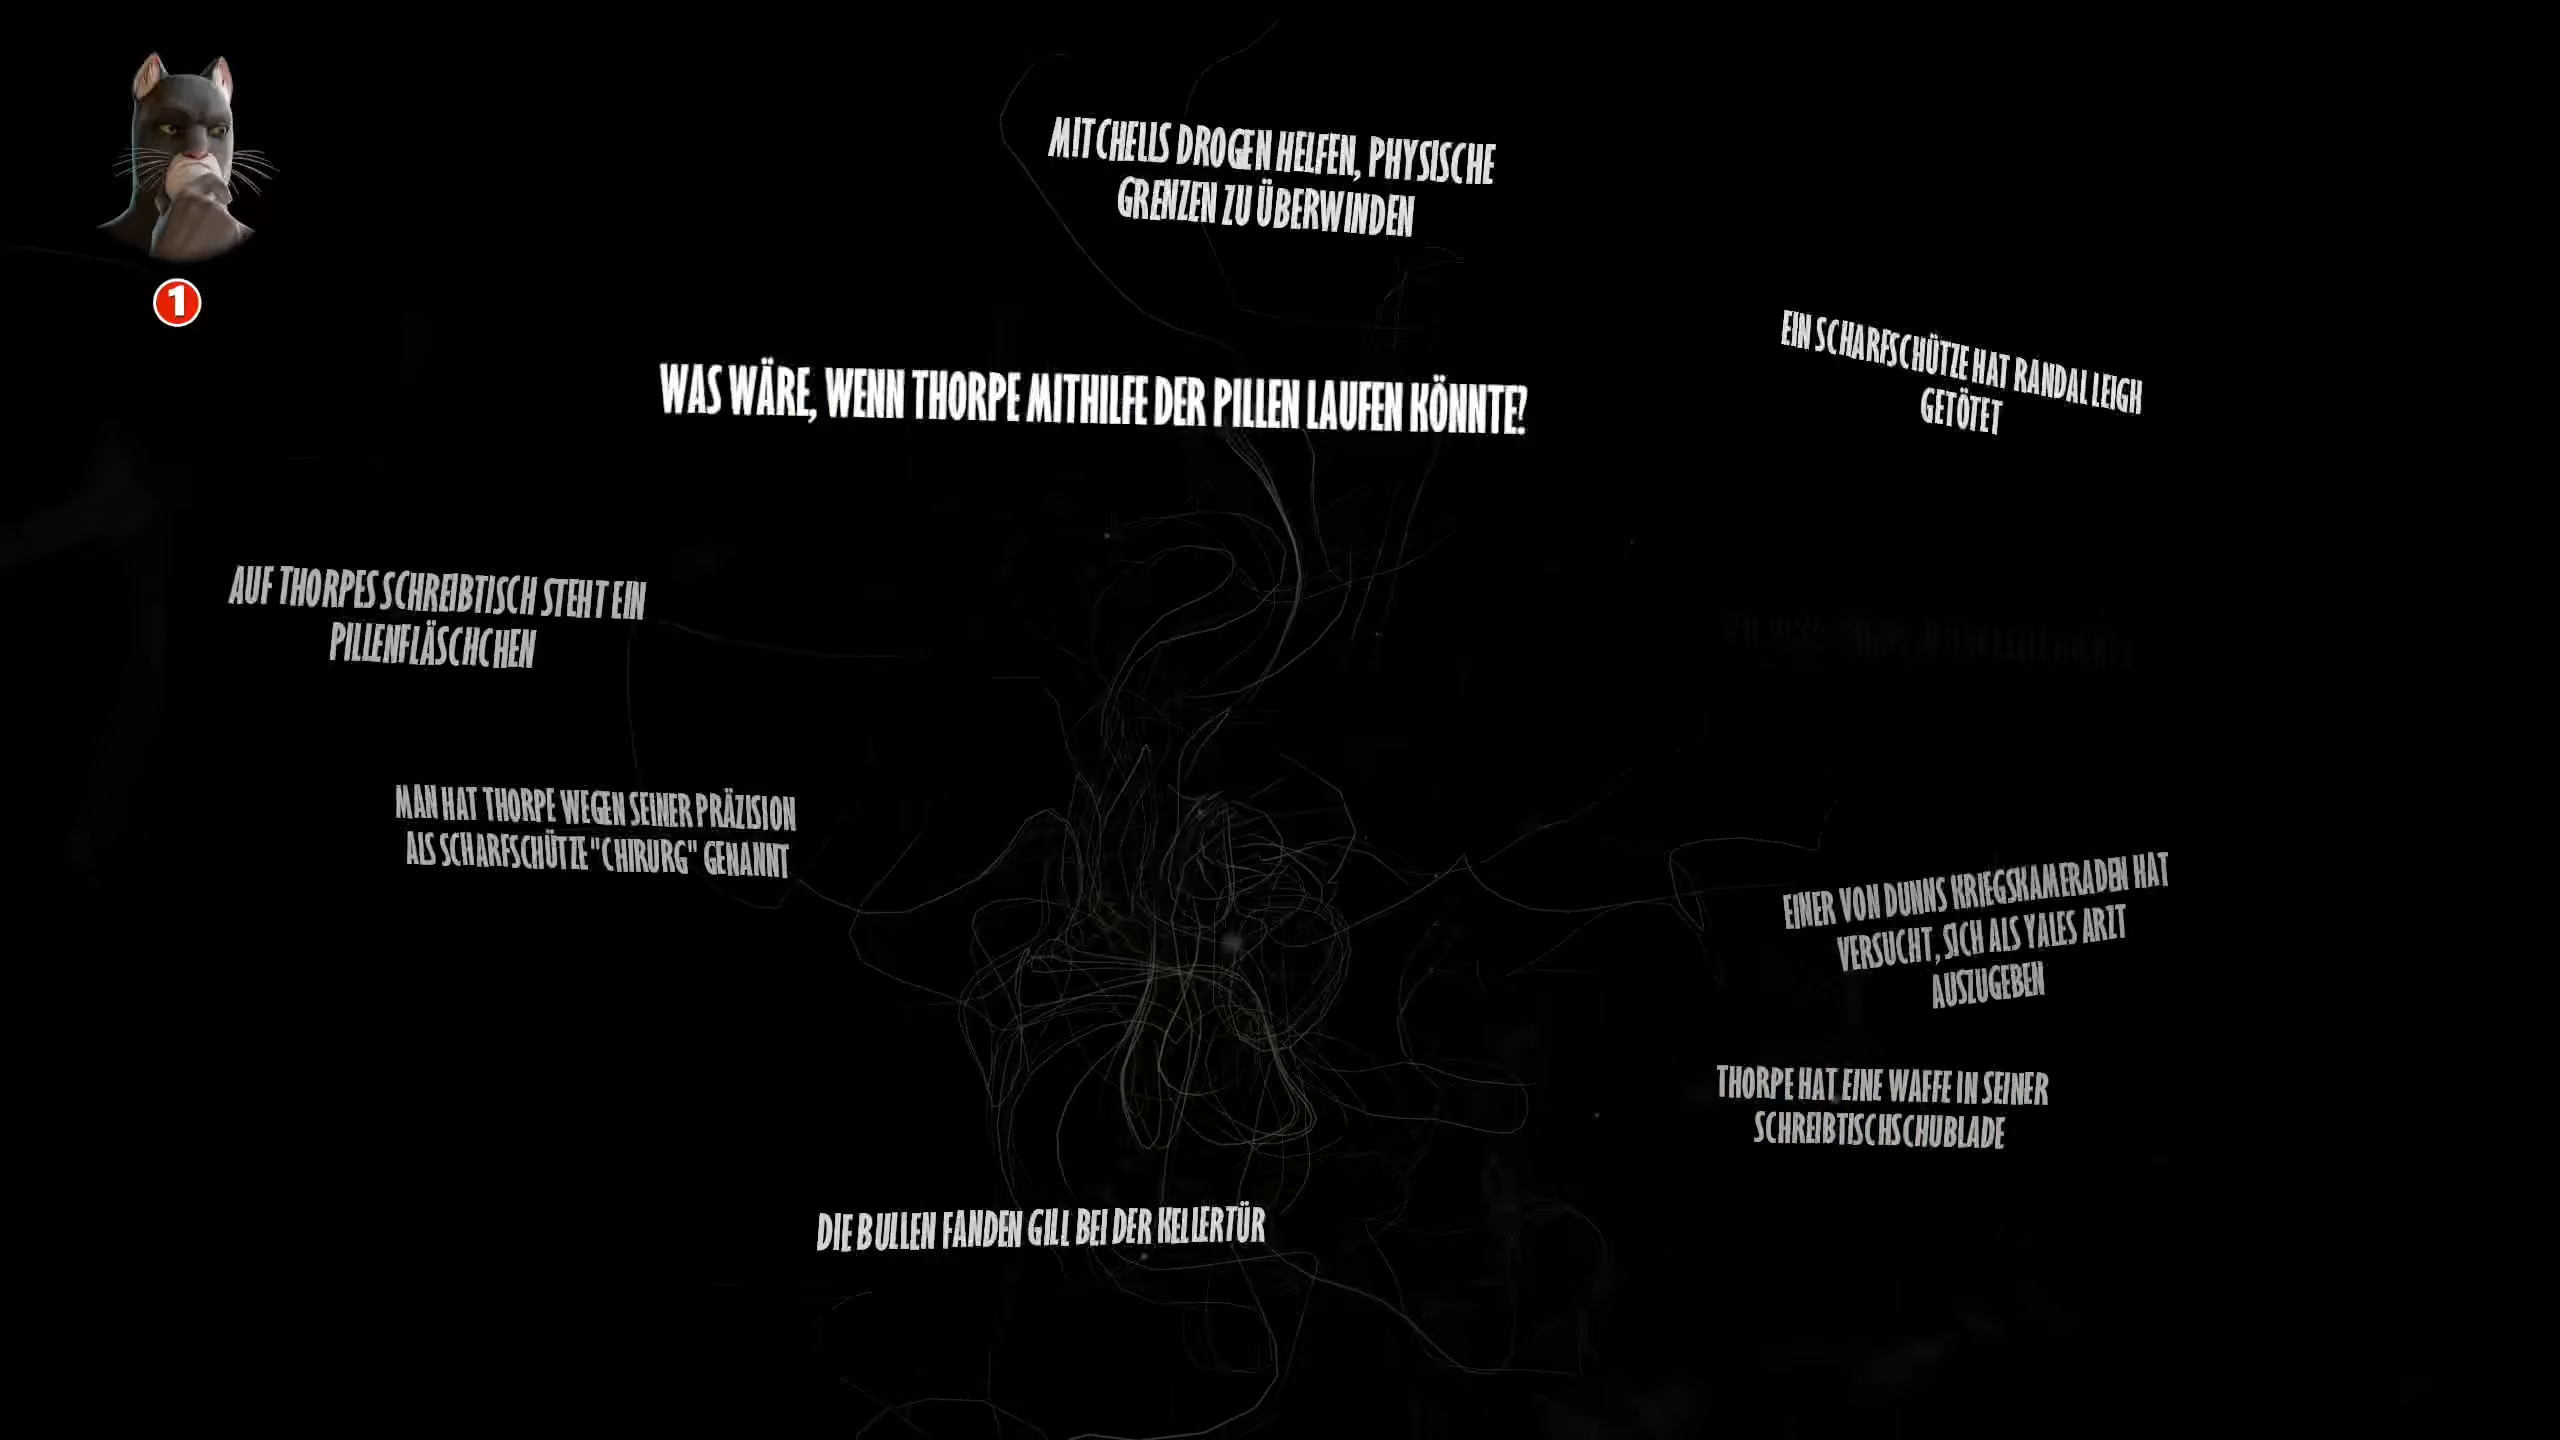 1
MITCHELLS DROGEN HELFEN, PHYSISCHE
GRENZEN ZU ÜBERWINDEN
EIN SCHARFSCHÜTZE HAT RANDAL LEIGH
GETÖTET
WAS WÄRE, WENN THORPE MITHILFE DER PILLEN LAUFEN KÖNNTE?
AUF THORPES SCHREIBTISCH STEHT EIN
PILLENFLÄSCHCHEN
MAN HAT THORPE WEGEN SEINER PRÄZISION
ALS SCHARFSCHÜTZE "CHIRURG" GENANNT
EINER VON DUNNS KRIEGSKAMERADEN HAT
VERSUCHT, SICH ALS YALES ARZT
AUSZUGEBEN
THORPE HAT EINE WAFFE IN SEINER
SCHREIBTISCHSCHUBLADE
DIE BULLEN FANDEN GILL BEI DER KELLERTÜR